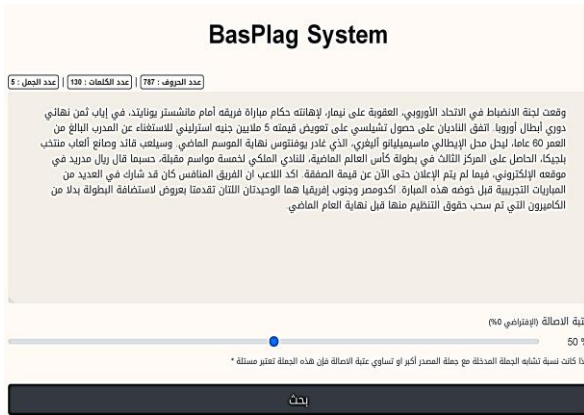 BasPlag System
عدد الحروف : 787 | عدد الكلمات : 130 | عدد الجمل : 5
وقعت لجنة الانضباط في الاتحاد الأوروبي، العقوبة على نيمار، لإهانته حكام مباراة فريقه أمام مانشستر يونايتد، في إياب ثمن نهائي
دوري أبطال أوروبا. اتفق الناديان على حصول تشيلسي على تعويض قيمته 5 ملايين جنيه استرليني للاستغناء عن المدرب البالغ من
العمر 60 عاما، ليحل محل الإيطالي ماسيميليانو أليغري، الذي غادر يوفنتوس نهاية الموسم الماضي. وسيلعب قائد وصانع ألعاب منتخب
بلجيكا، الحاصل على المركز الثالث في بطولة كأس العالم الماضية، للنادي الملكي لخمسة مواسم مقبلة، حسبما قال ريال مدريد في
موقعه الإلكتروني، فيما لم يتم الإعلان حتى الآن عن قيمة الصفقة. اكد اللاعب ان الفريق المنافس كان قد شارك في العديد من
المباريات التجريبية قبل خوضه هذه المبارة. اكدومصر وجنوب إفريقيا هما الوحيدتان اللتان تقدمتا بعروض لاستضافة البطولة بدلا من
الكاميرون التي تم سحب حقوق التنظيم منها قبل نهاية العام الماضي.
عتبة الاصالة (الإفتراضي 0%)
50 %
ذا كانت نسبة تشابه الجملة المدخلة مع جملة المصدر أكبر او تساوي عتبة الاصالة فإن هذه الجملة تعتبر مستلة *
بحث